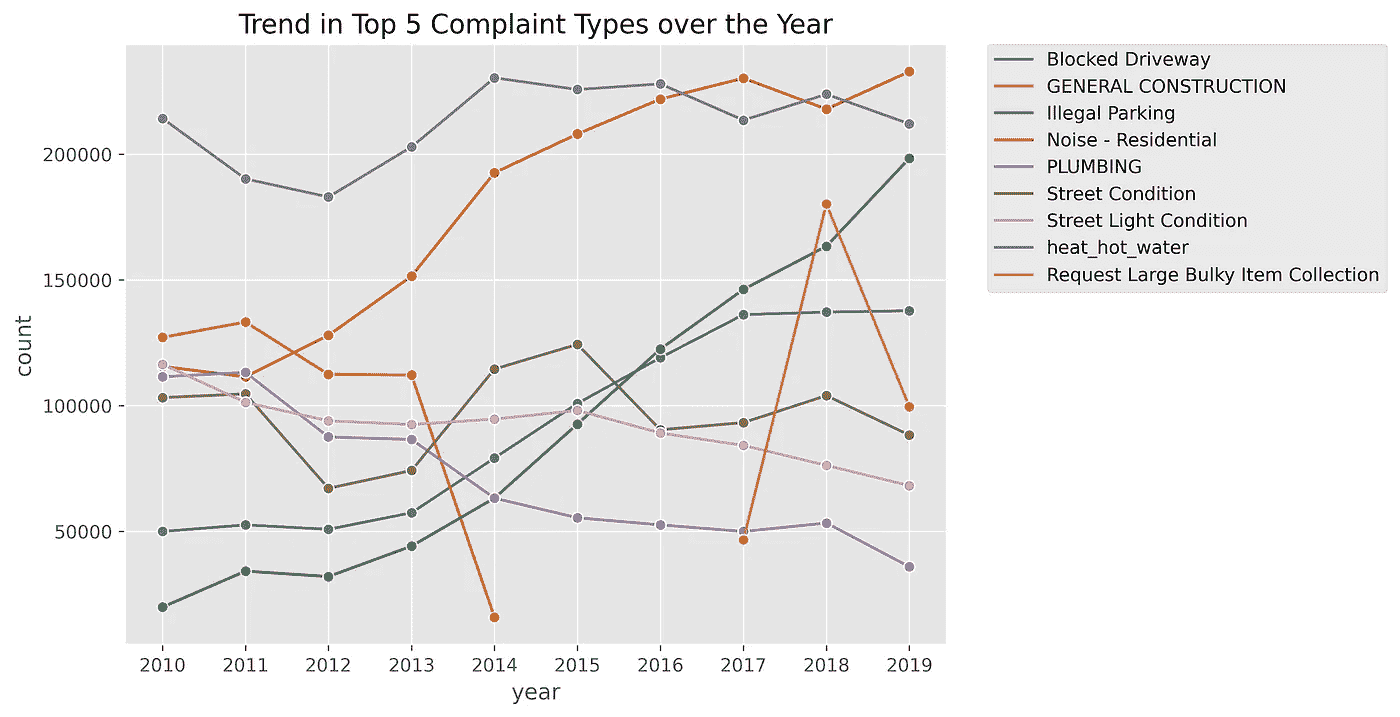 Trend in Top 5 Complaint Types over the Year
Blocked Driveway
GENERAL CONSTRUCTION
Illegal Parking
Noise - Residential
PLUMBING
Street Condition
Street Light Condition
heat_hot_water
Request Large Bulky Item Collection
count
200000
150000
100000
50000
2010 2011 2012 2013 2014 2015 2016 2017 2018 2019
year